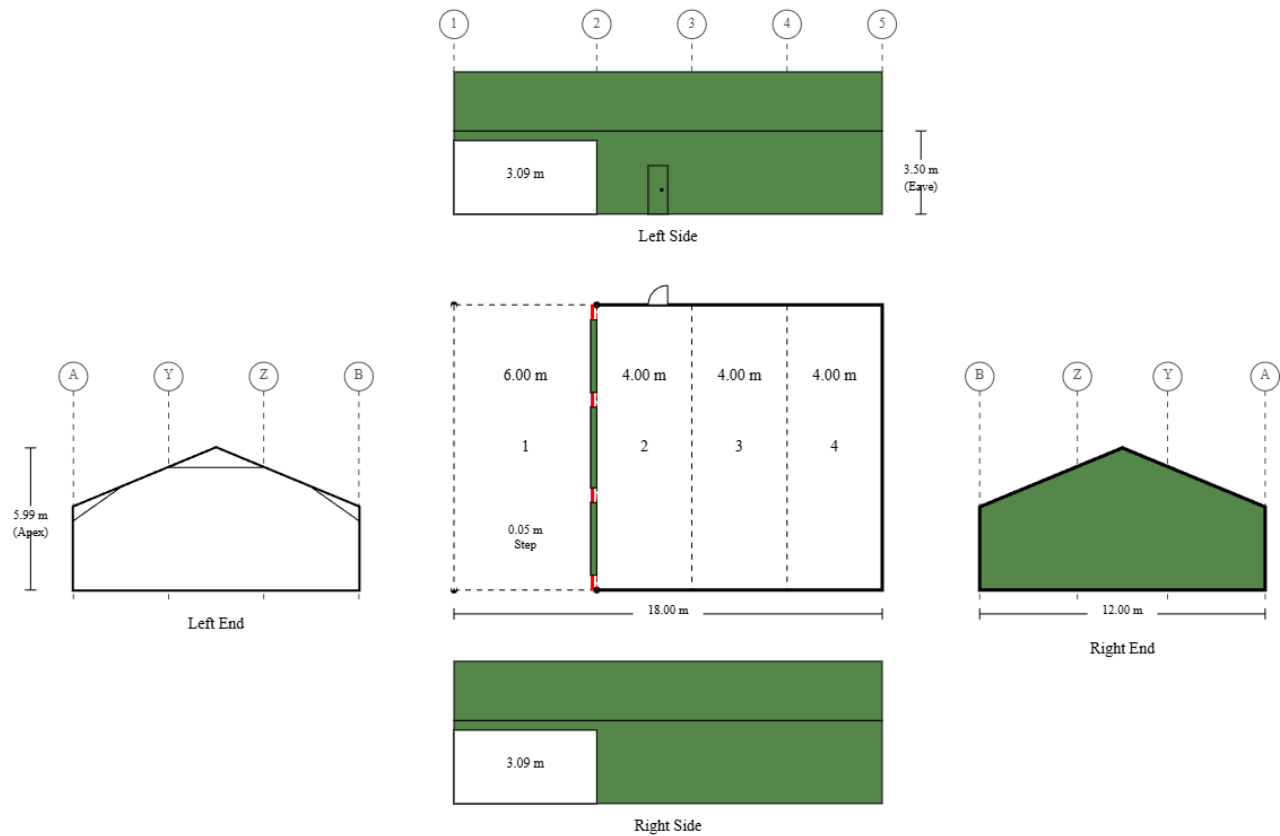 1 2 3 4 5
3.09 m
3.50 m
(Eave)
Left Side
A Y Z B
6.00 m 4.00 m 4.00 m 4.00 m
B Z Y A
1 2 3 4
5.99 m
(Apex)
0.05 m
Step
18.00 m
12.00 m
Left End
Right End
3.09 m
Right Side